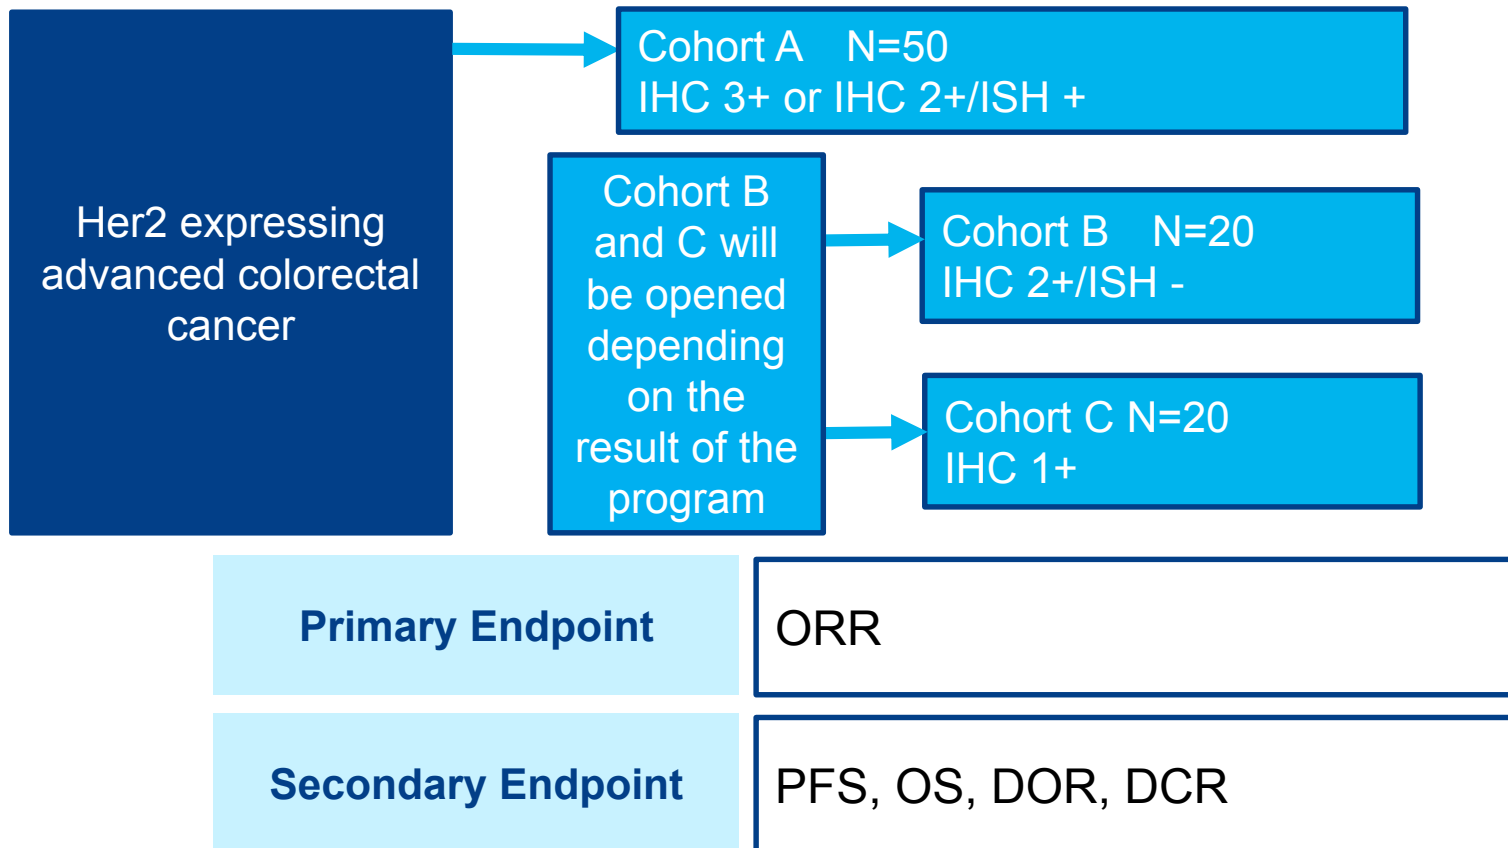 Her2 expressing
advanced colorectal
cancer
Cohort A N=50
IHC 3+ or IHC 2+/ISH +
Cohort B
and C will
be opened
depending
on the
result of the
program
Cohort B N=20
IHC 2+/ISH -
Cohort C N=20
IHC 1+
Primary Endpoint
ORR
Secondary Endpoint
PFS, OS, DOR, DCR